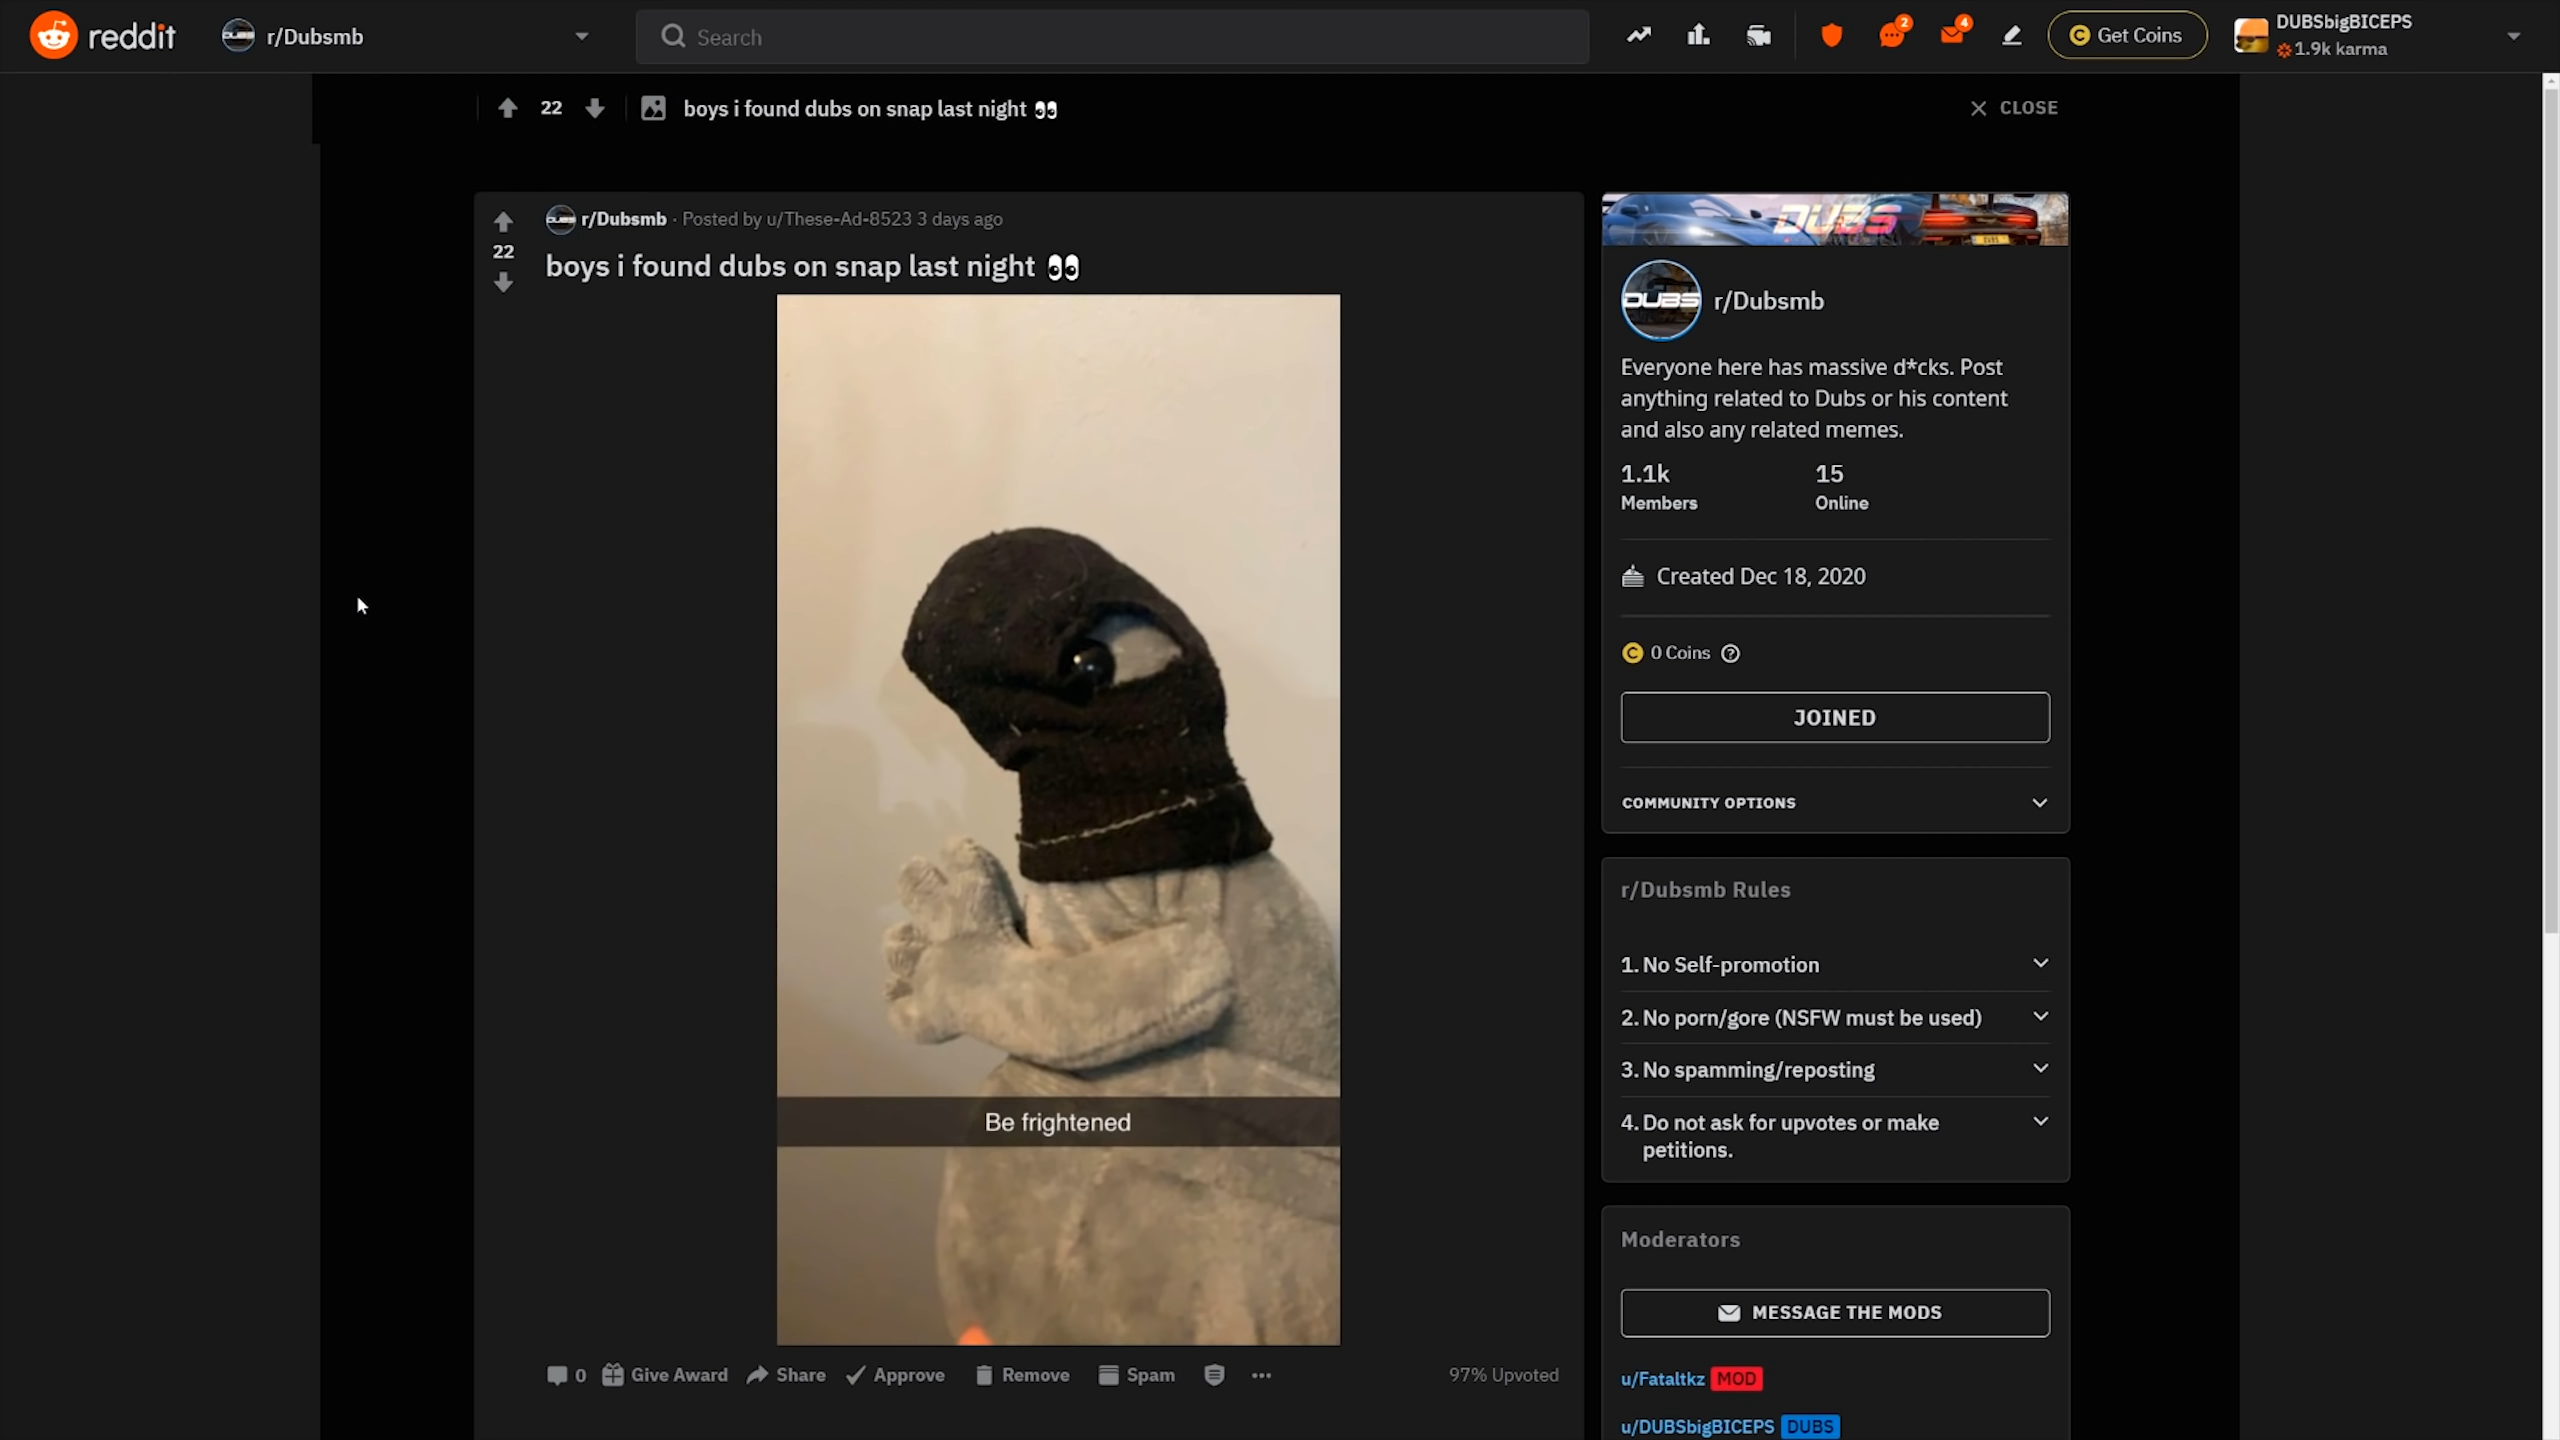 reddit
r/Dubsmb
Search
2
4
Get Coins
DUBSbigBICEPS
1.9k karma
22
boys i found dubs on snap last night 👀
CLOSE
r/Dubsmb · Posted by u/These-Ad-8523 3 days ago
22
boys i found dubs on snap last night 👀
Be frightened
0 Give Award Share Approve Remove Spam ... 97% Upvoted
DUBS
DUBS
r/Dubsmb
Everyone here has massive d*cks. Post
anything related to Dubs or his content
and also any related memes.
1.1k 15
Members Online
Created Dec 18, 2020
0 Coins
JOINED
COMMUNITY OPTIONS
r/Dubsmb Rules
1. No Self-promotion
2. No porn/gore (NSFW must be used)
3. No spamming/reposting
4. Do not ask for upvotes or make
petitions.
Moderators
MESSAGE THE MODS
u/Fataltkz MOD
u/DUBSbigBICEPS DUBS